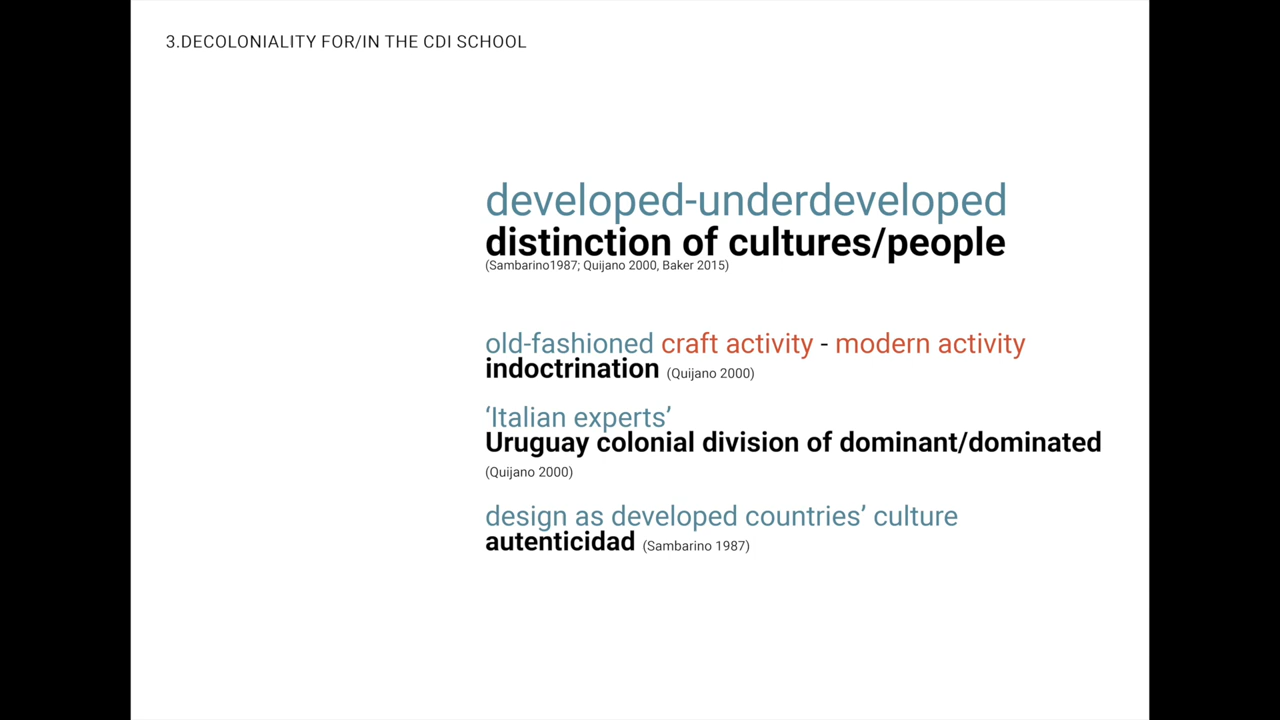 3.DECOLONIALITY FOR/IN THE CDI SCHOOL
developed-underdeveloped
distinction of cultures/people
(Sambarino1987; Quijano 2000, Baker 2015)
old-fashioned craft activity - modern activity
indoctrination (Quijano 2000)
‘Italian experts’
Uruguay colonial division of dominant/dominated
(Quijano 2000)
design as developed countries’ culture
autenticidad (Sambarino 1987)